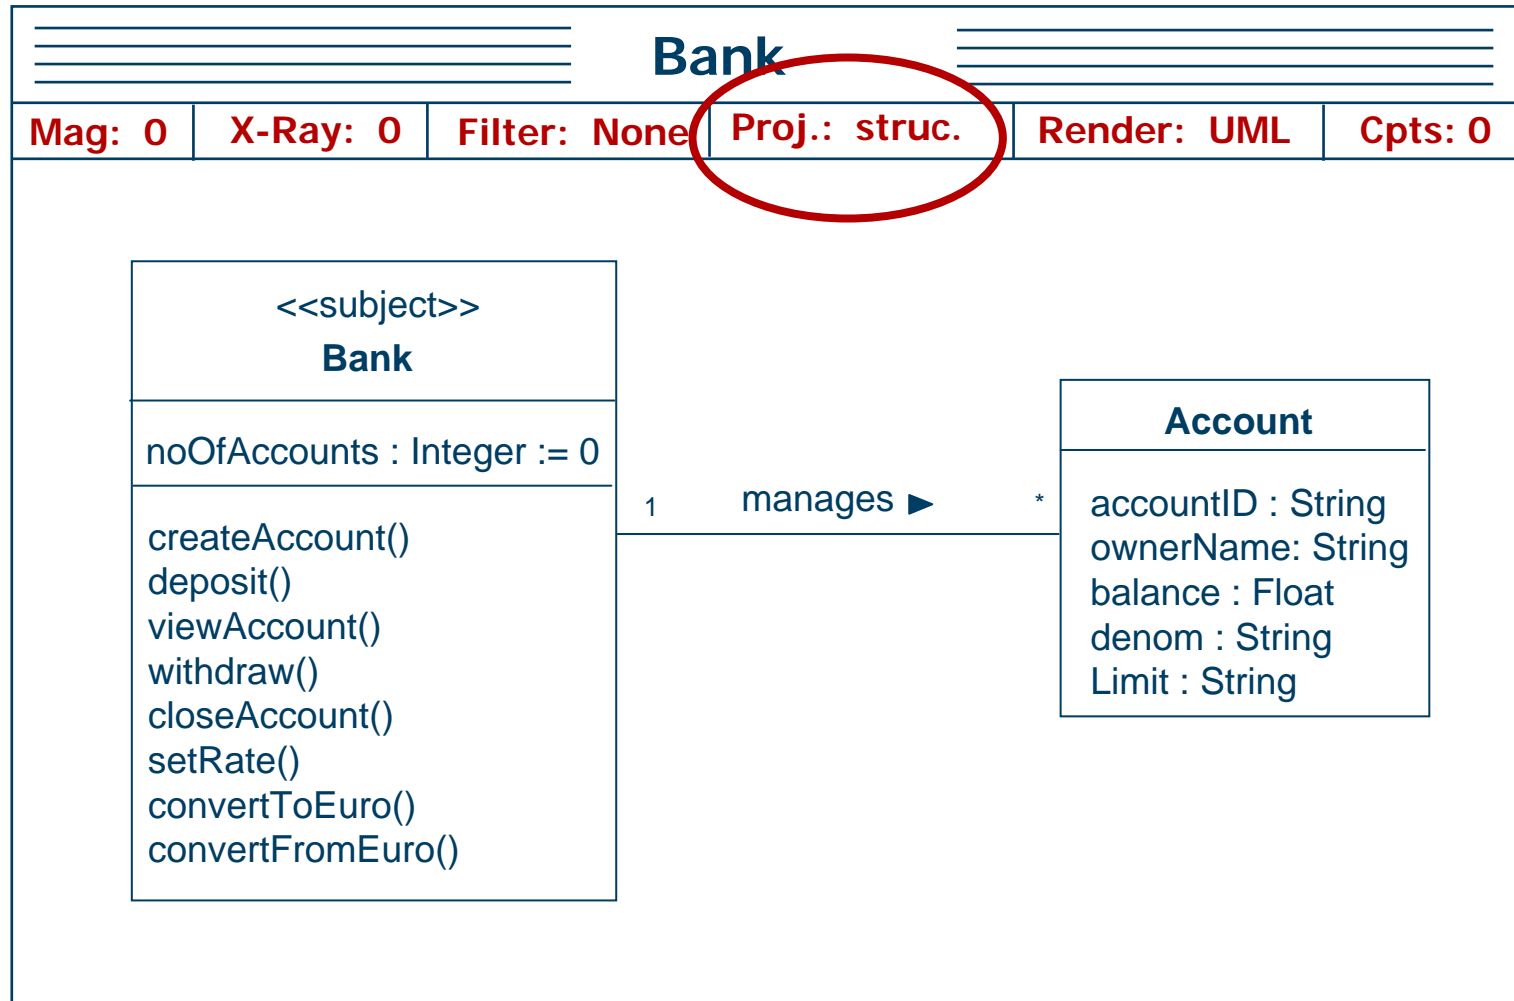 Bank
Mag: 0 X-Ray: 0 Filter: None Proj.: struc. Render: UML Cpts: 0
<<subject>>
Bank
noOfAccounts : Integer := 0
createAccount()
deposit()
viewAccount()
withdraw()
closeAccount()
setRate()
convertToEuro()
convertFromEuro()
1 manages ▶ *
Account
accountID : String
ownerName: String
balance : Float
denom : String
Limit : String